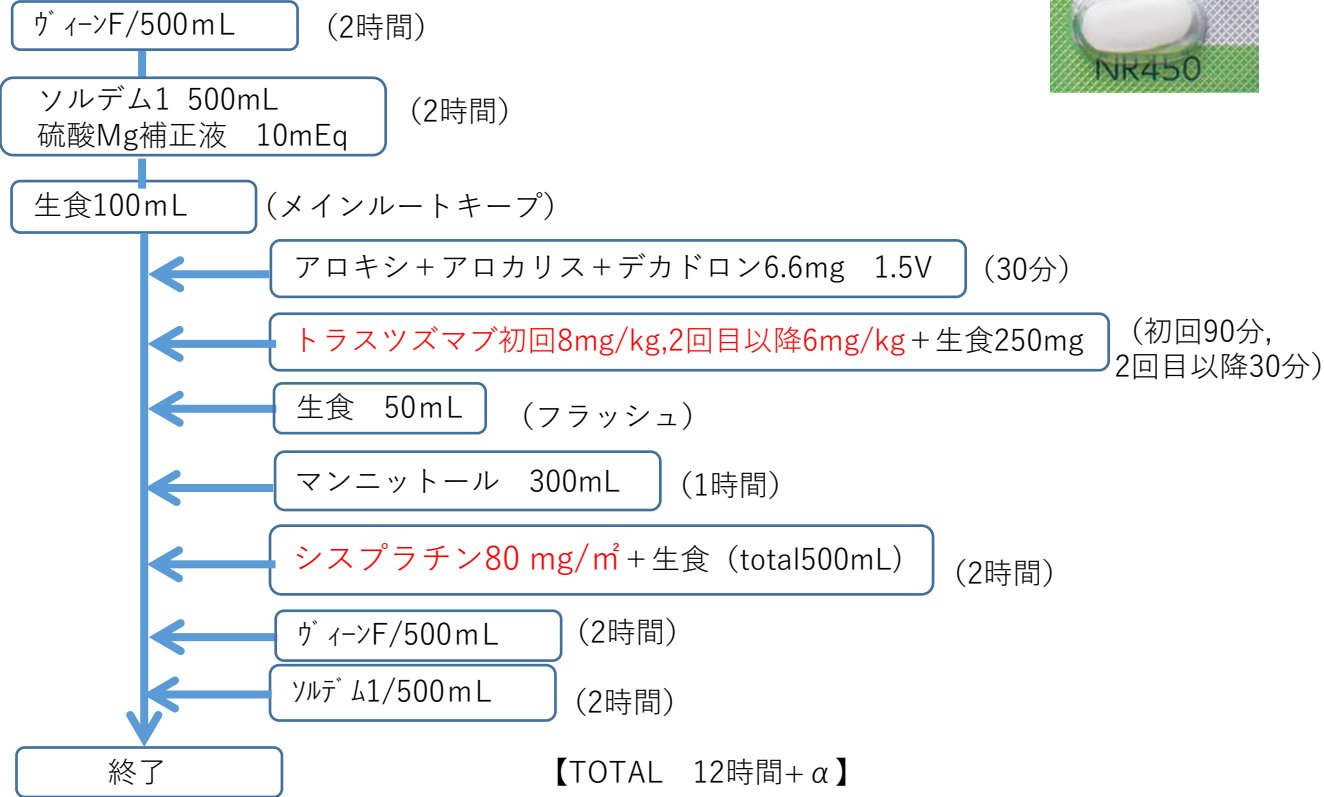 ヴィーンF/500mL （2時間）
NR450
ソルデム1 500mL
硫酸Mg補正液　10mEq
（2時間）
生食100mL （メインルートキープ）
アロキシ＋アロカリス＋デカドロン6.6mg　1.5V （30分）
トラスツズマブ初回8mg/kg,2回目以降6mg/kg＋生食250mg
（初回90分,
2回目以降30分）
生食　50mL （フラッシュ）
マンニットール　300mL （1時間）
シスプラチン80 mg/㎡＋生食（total500mL） （2時間）
ヴィーンF/500mL （2時間）
ソルデム1/500mL （2時間）
終了
【TOTAL　12時間+α】